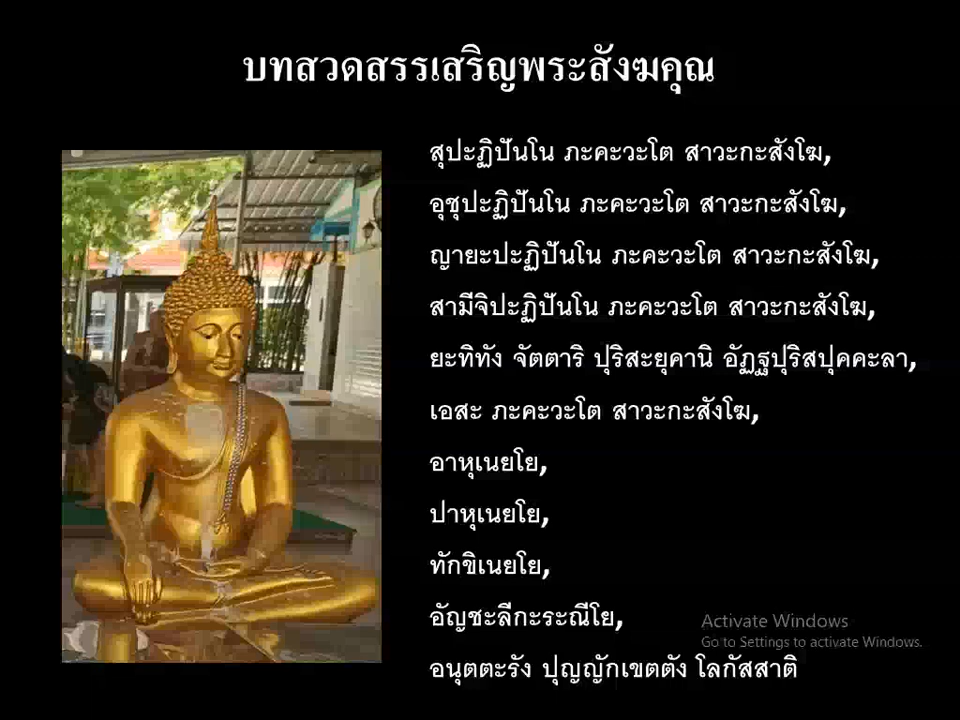 บทสวดสรรเสริญพระสังฆคุณ
สุปะฏิปันโน ภะคะวะโต สาวะกะสังโฆ,
อุชุปะฏิปันโน ภะคะวะโต สาวะกะสังโฆ,
ญายะปะฏิปันโน ภะคะวะโต สาวะกะสังโฆ,
สามีจิปะฏิปันโน ภะคะวะโต สาวะกะสังโฆ,
ยะทิทัง จัตตาริ ปุริสะยุคานิ อัฏฐปุริสปุคคะลา,
เอสะ ภะคะวะโต สาวะกะสังโฆ,
อาหุเนยโย,
ปาหุเนยโย,
ทักขิเนยโย,
อัญชะลีกะระณีโย,
อนุตตะรัง ปุญญักเขตตัง โลกัสสาติ
Activate Windows
Go to Settings to activate Windows.